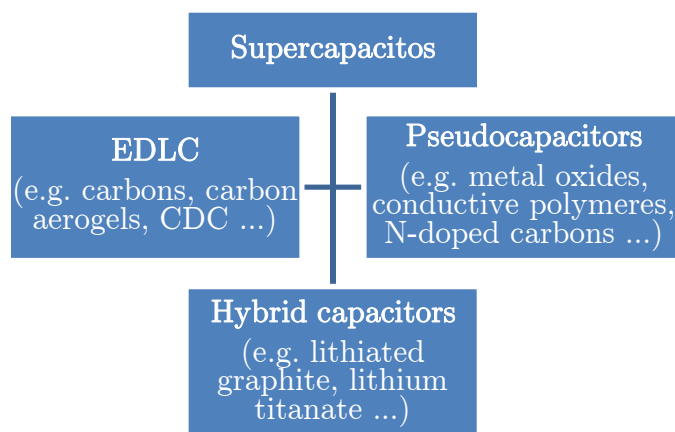 Supercapacitos
EDLC
(e.g. carbons, carbon
aerogels, CDC ...)
Pseudocapacitors
(e.g. metal oxides,
conductive polymeres,
N-doped carbons ...)
Hybrid capacitors
(e.g. lithiated
graphite, lithium
titanate ...)